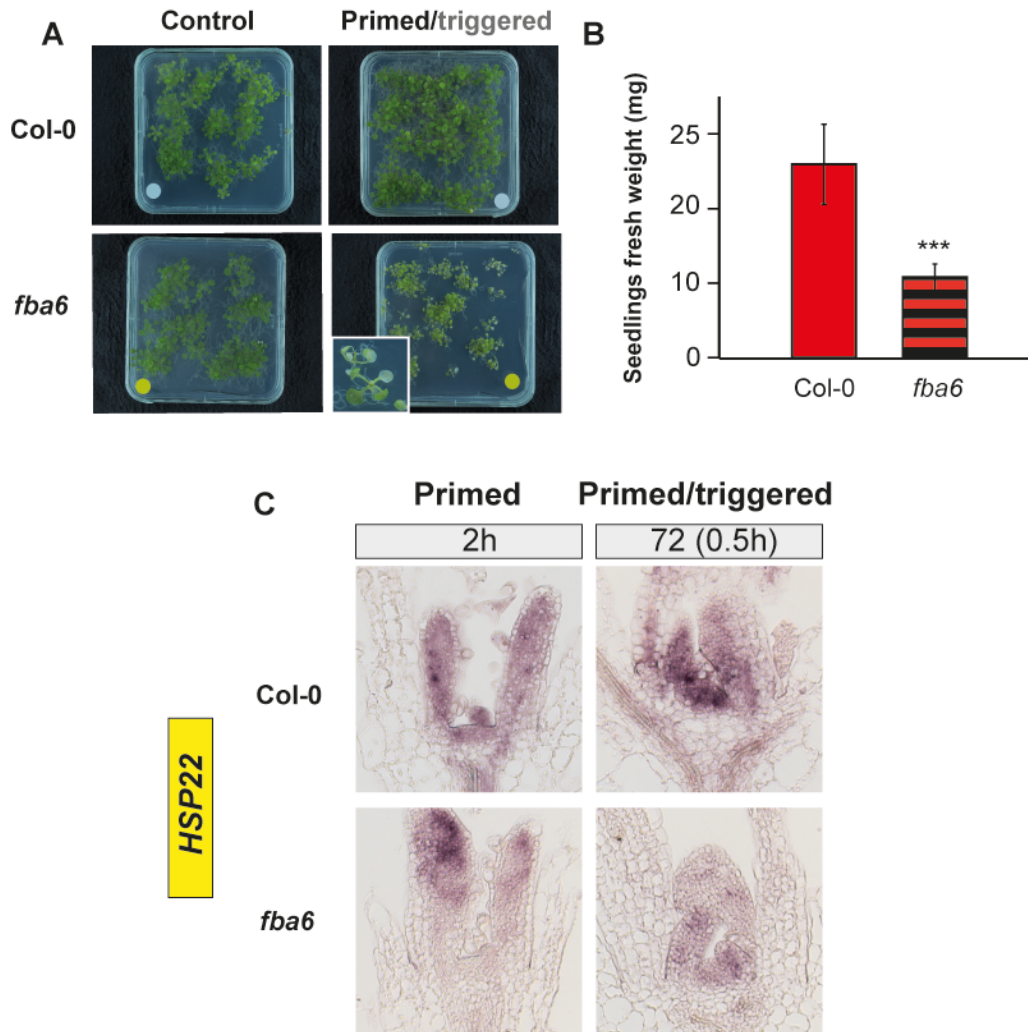 A
Control
Primed/triggered
Col-0
fba6
B
Seedlings fresh weight (mg)
25
20
10
0
***
Col-0
fba6
C
Primed
Primed/triggered
2h
72 (0.5h)
HSP22
Col-0
fba6